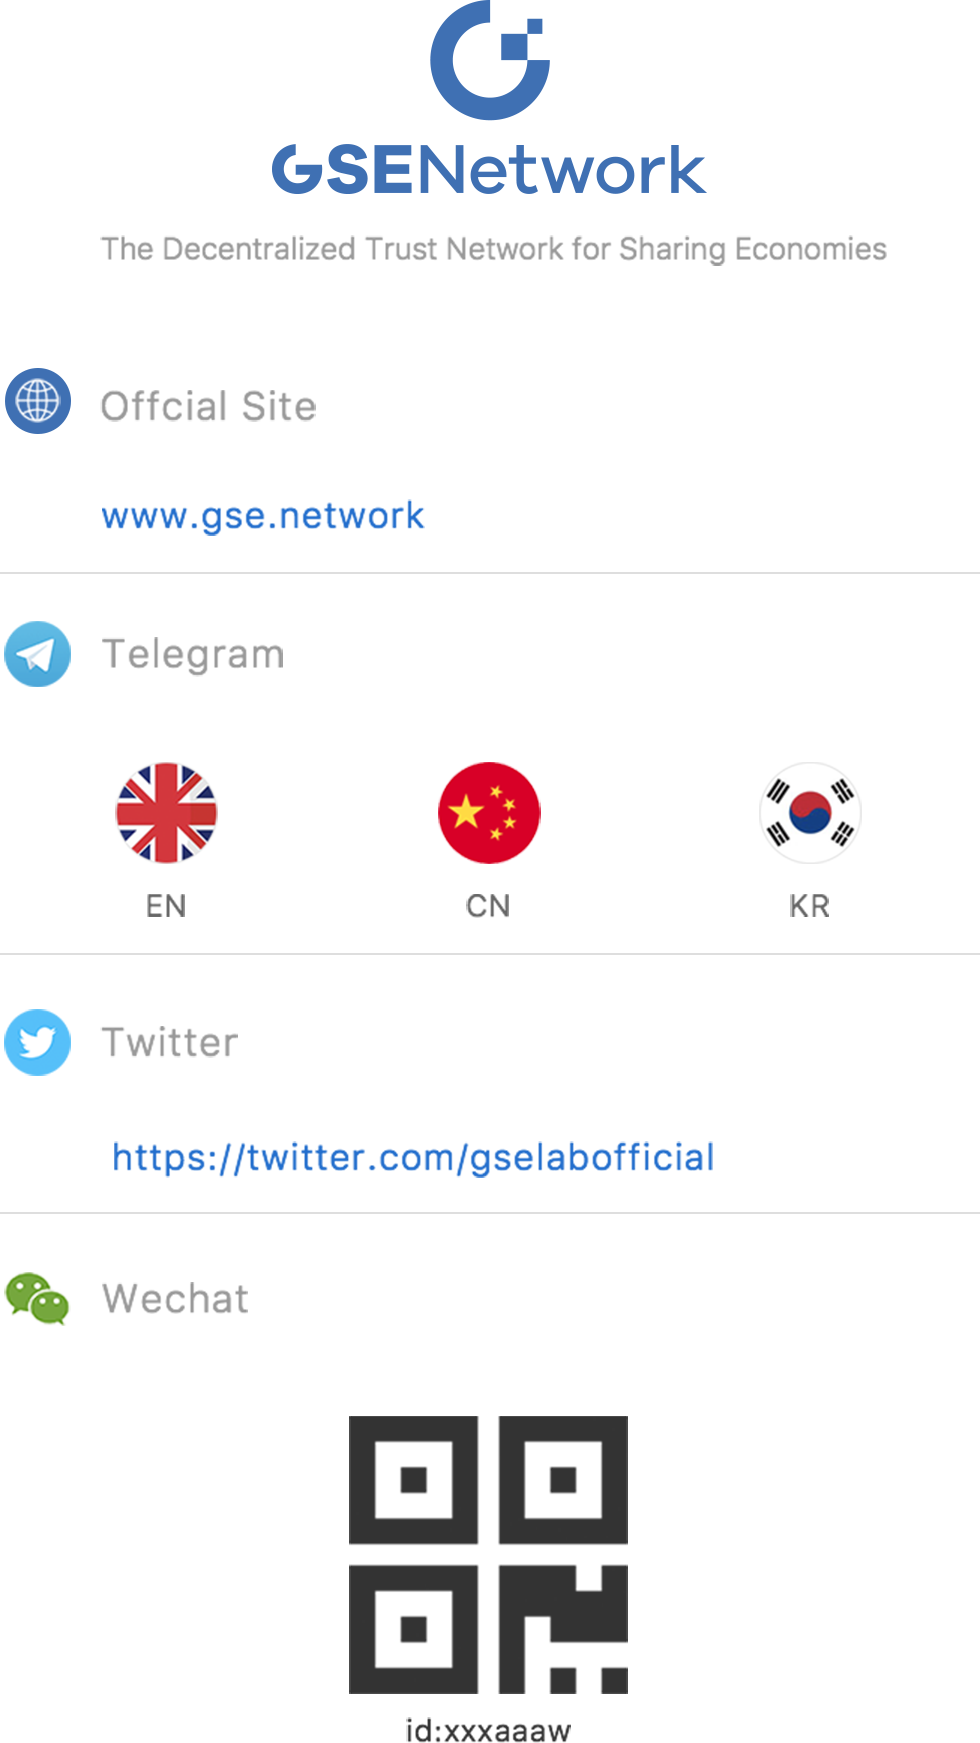 GSENetwork
The Decentralized Trust Network for Sharing Economies
Offcial Site
www.gse.network
Telegram
EN CN KR
Twitter
https://twitter.com/gselabofficial
Wechat
id:xxxaaaw